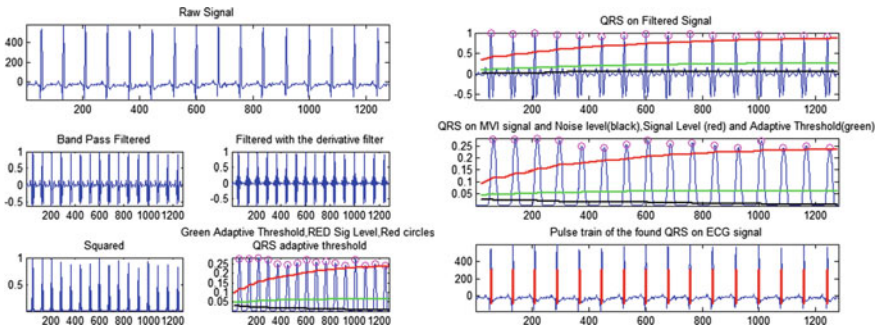 Raw Signal
400
200
0
200 400 600 800 1000 1200
Band Pass Filtered
1
0.5
0
-0.5
200 400 600 800 1000 1200
Filtered with the derivative filter
1
0.5
0
-0.5
200 400 600 800 1000 1200
Squared
1
0.5
200 400 600 800 1000 1200
Green Adaptive Threshold,RED Sig Level,Red circles
QRS adaptive threshold
0.25
0.2
0.15
0.1
0.05
200 400 600 800 1000 1200
QRS on Filtered Signal
1
0.5
0
-0.5
200 400 600 800 1000 1200
QRS on MVI signal and Noise level(black),Signal Level (red) and Adaptive Threshold(green)
0.25
0.2
0.15
0.1
0.05
200 400 600 800 1000 1200
Pulse train of the found QRS on ECG signal
400
200
0
200 400 600 800 1000 1200